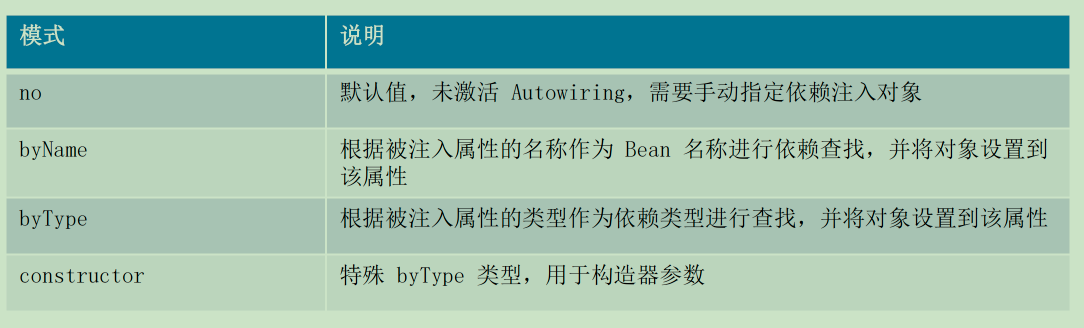 模式 说明
no 默认值，未激活 Autowiring，需要手动指定依赖注入对象
byName 根据被注入属性的名称作为 Bean 名称进行依赖查找，并将对象设置到
该属性
byType 根据被注入属性的类型作为依赖类型进行查找，并将对象设置到该属性
constructor 特殊 byType 类型，用于构造器参数